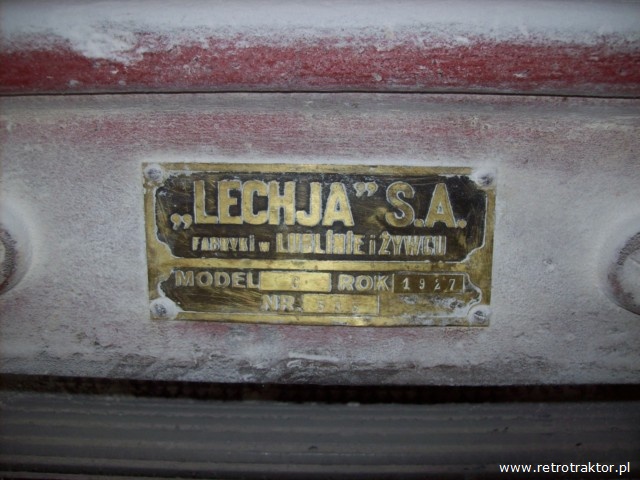 „LECHJA” S.A.
FABRYKI w LUBLINIE i ŻYWCU
MODEL ROK 1927
NR.
www.retrotraktor.pl